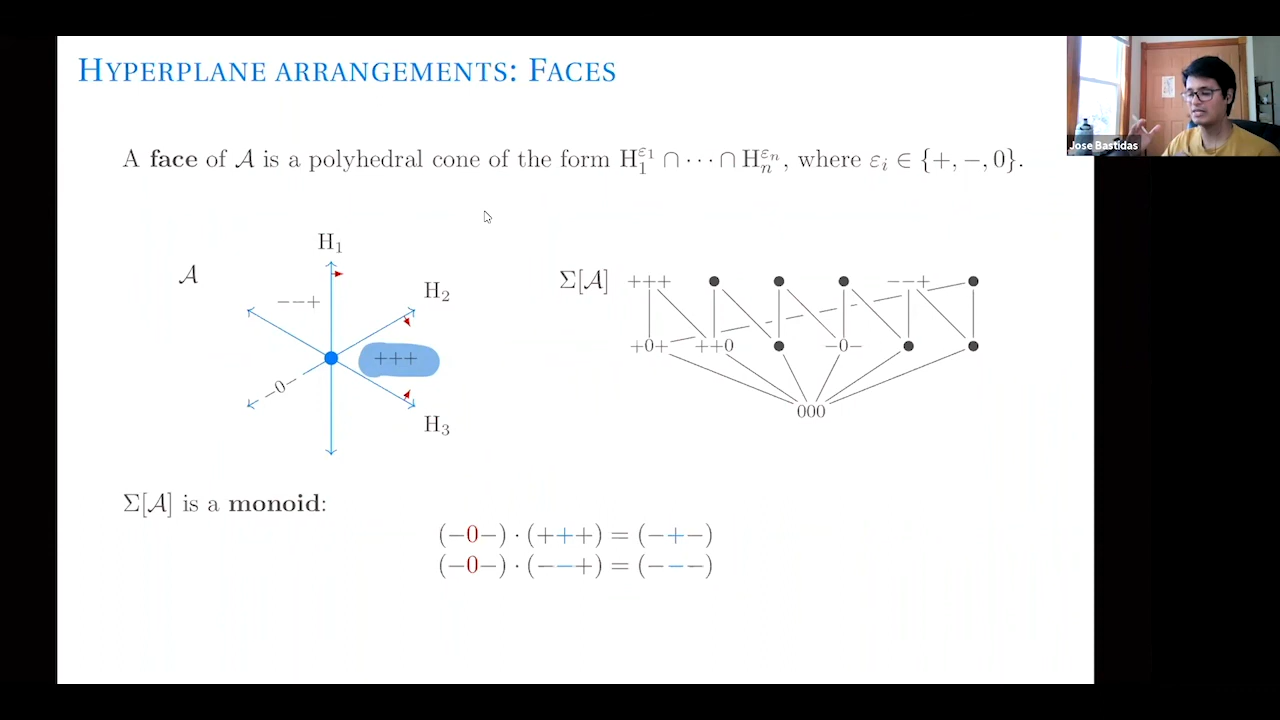 HYPERPLANE ARRANGEMENTS: FACES
Jose Bastidas
A face of 𝒜 is a polyhedral cone of the form H₁^ε₁ ∩ ⋯ ∩ Hₙ^εₙ, where εᵢ ∈ {+, −, 0}.
H₁
𝒜
−−+
H₂
+++
−0−
H₃
Σ[𝒜]
+++
−−+
+0+
++0
−0−
000
Σ[𝒜] is a monoid:
(−0−) · (+++) = (−+−)
(−0−) · (−−+) = (−−−)